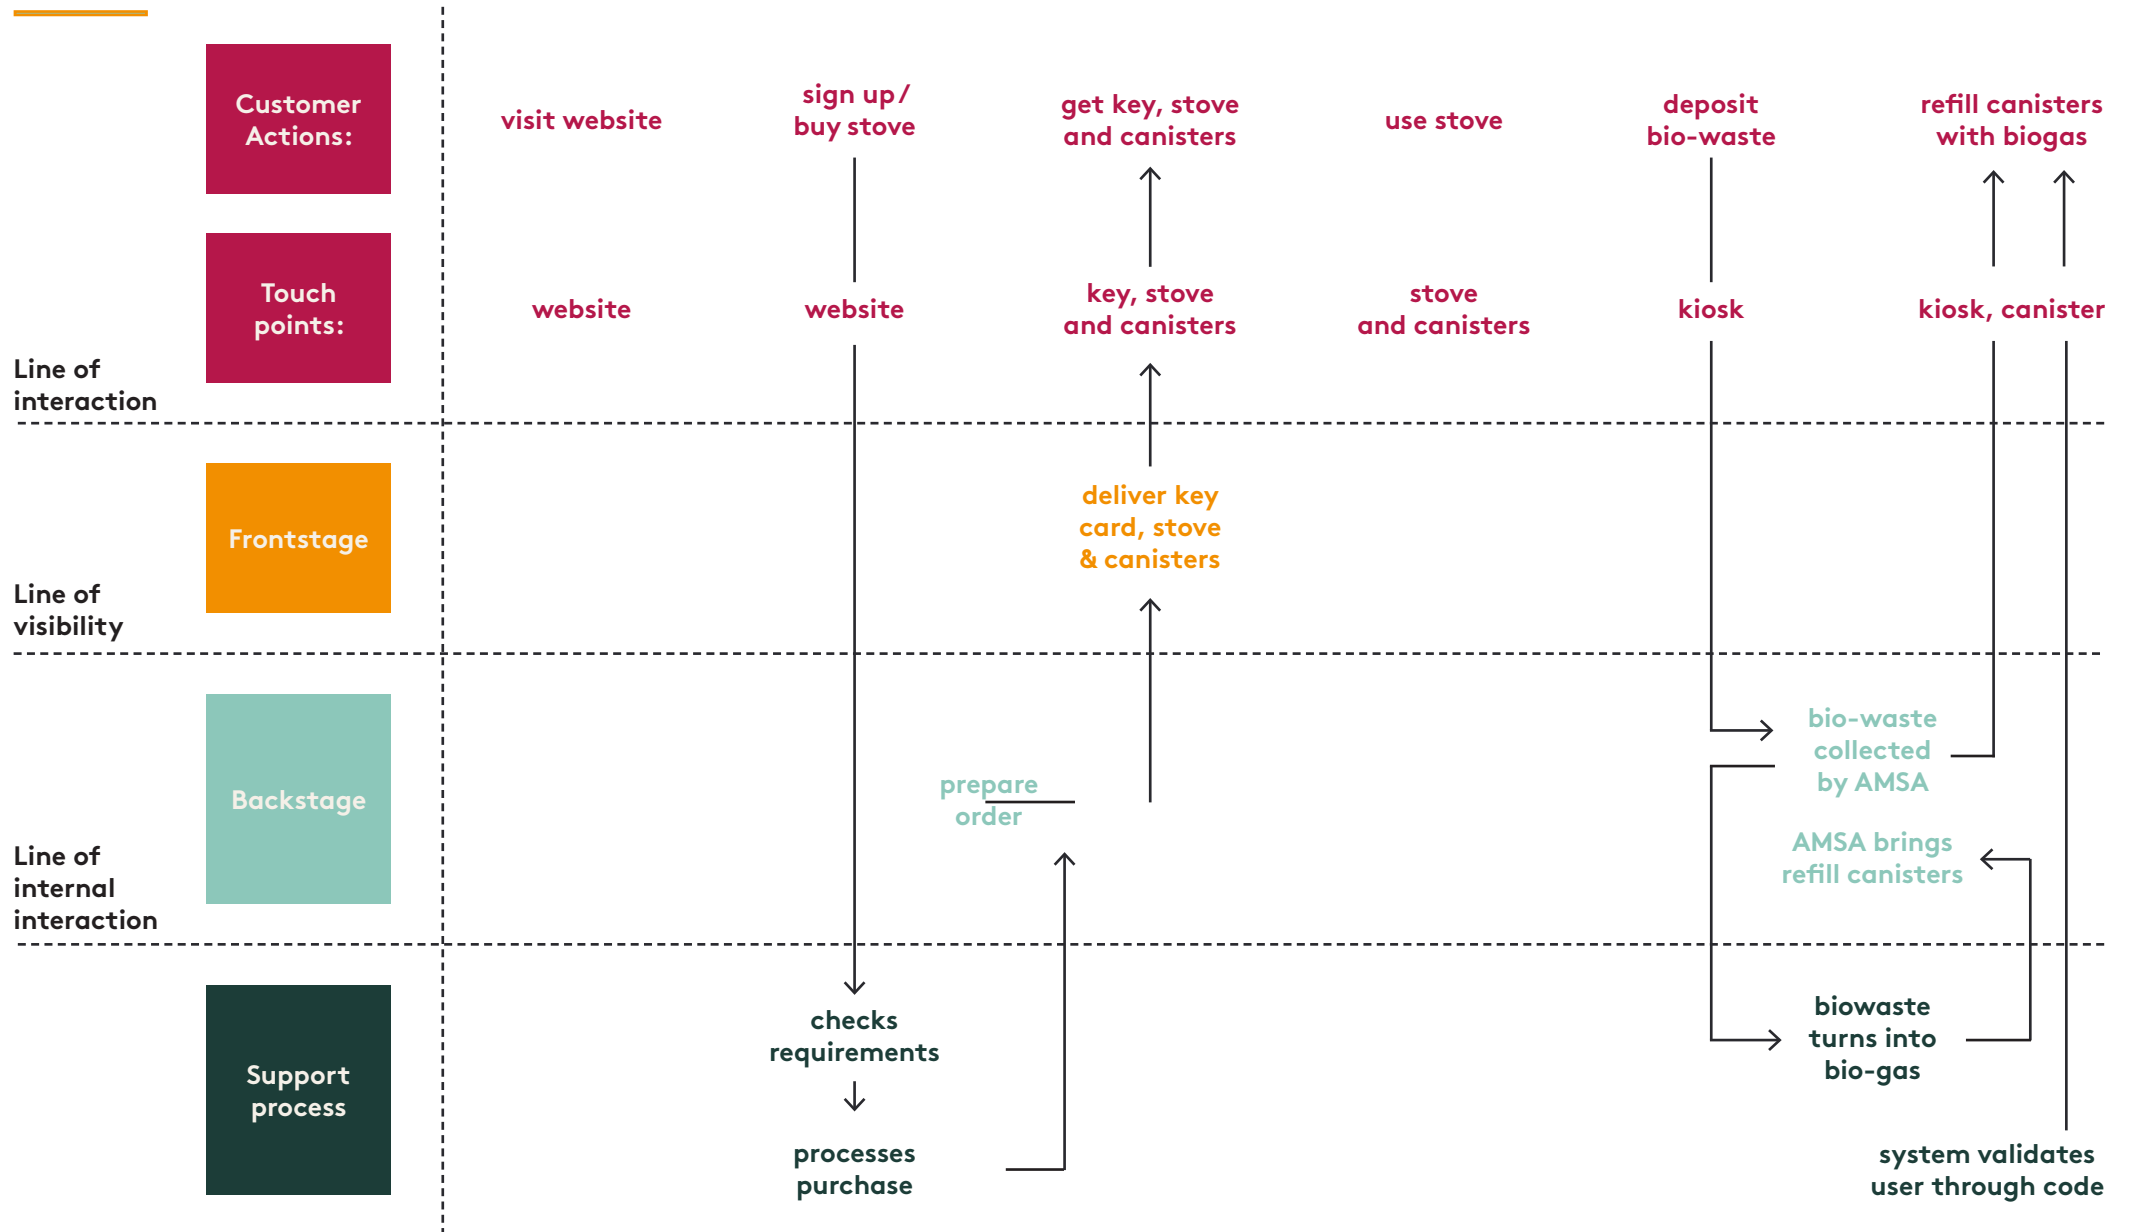 Customer
Actions:
visit website
sign up /
buy stove
get key, stove
and canisters
use stove
deposit
bio-waste
refill canisters
with biogas
Touch
points:
website
website
key, stove
and canisters
stove
and canisters
kiosk
kiosk, canister
Line of
interaction
Frontstage
deliver key
card, stove
& canisters
Line of
visibility
Backstage
prepare
order
bio-waste
collected
by AMSA
AMSA brings
refill canisters
Line of
internal
interaction
Support
process
checks
requirements
processes
purchase
biowaste
turns into
bio-gas
system validates
user through code